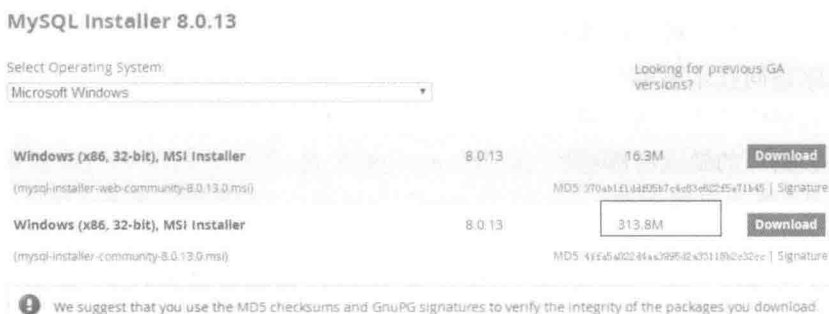 MySQL Installer 8.0.13
Select Operating System:
Looking for previous GA
versions?
Microsoft Windows
Windows (x86, 32-bit), MSI Installer 8.0.13 16.3M Download
(mysql-installer-web-community-8.0.13.0.msi) MD5: | Signature
Windows (x86, 32-bit), MSI Installer 8.0.13 313.8M Download
(mysql-installer-community-8.0.13.0.msi) MD5: | Signature
We suggest that you use the MD5 checksums and GnuPG signatures to verify the integrity of the packages you download.